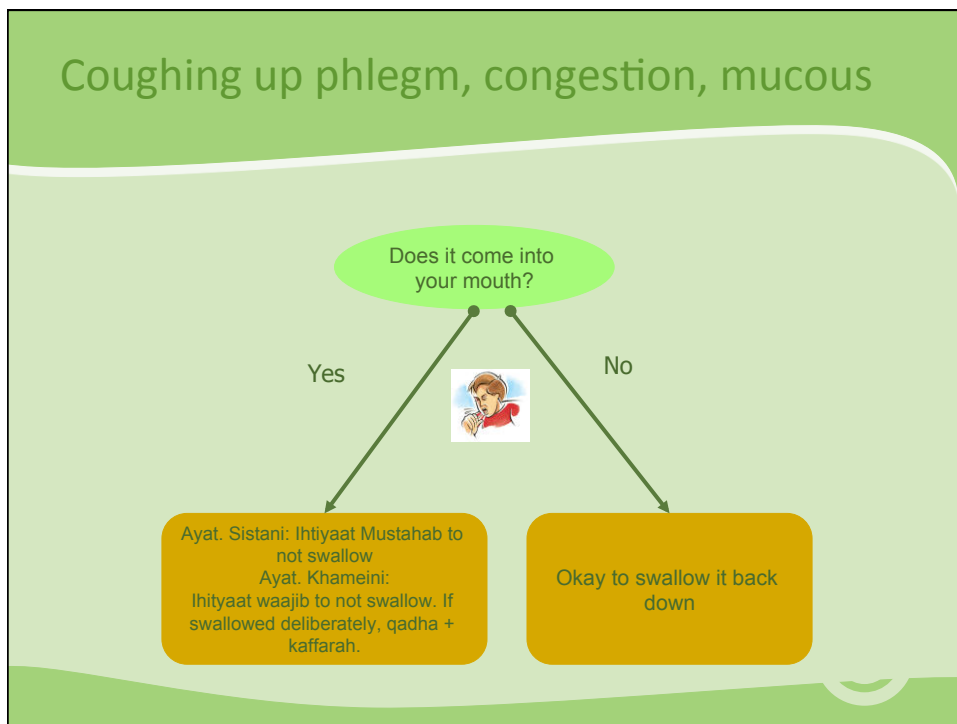 Coughing up phlegm, congestion, mucous
Does it come into
your mouth?
Yes
No
Ayat. Sistani: Ihtiyaat Mustahab to
not swallow
Ayat. Khameini:
Ihityaat waajib to not swallow. If
swallowed deliberately, qadha +
kaffarah.
Okay to swallow it back
down